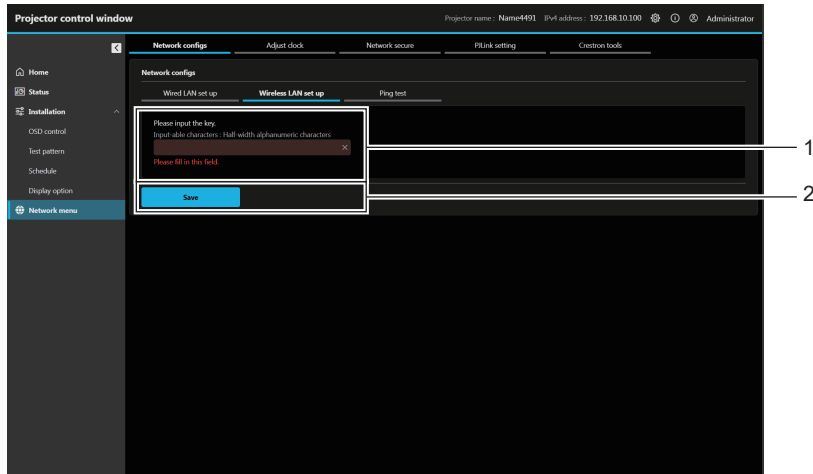 Projector control window
Projector name : Name4491 IPv4 address : 192.168.10.100 Administrator
Network configs Adjust clock Network secure PJLink setting Crestron tools
Home
Status
Installation
OSD control
Test pattern
Schedule
Display option
Network menu
Network configs
Wired LAN set up Wireless LAN set up Ping test
Please input the key.
Input-able characters : Half-width alphanumeric characters
Please fill in this field.
Save
1
2